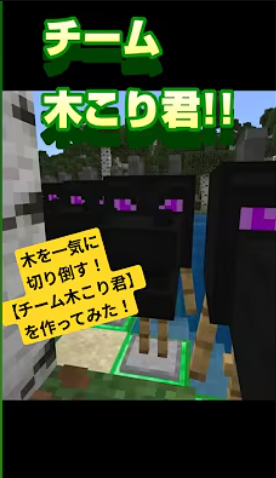 チーム
木こり君!!
木を一気に
切り倒す！
【チーム木こり君】
を作ってみた！